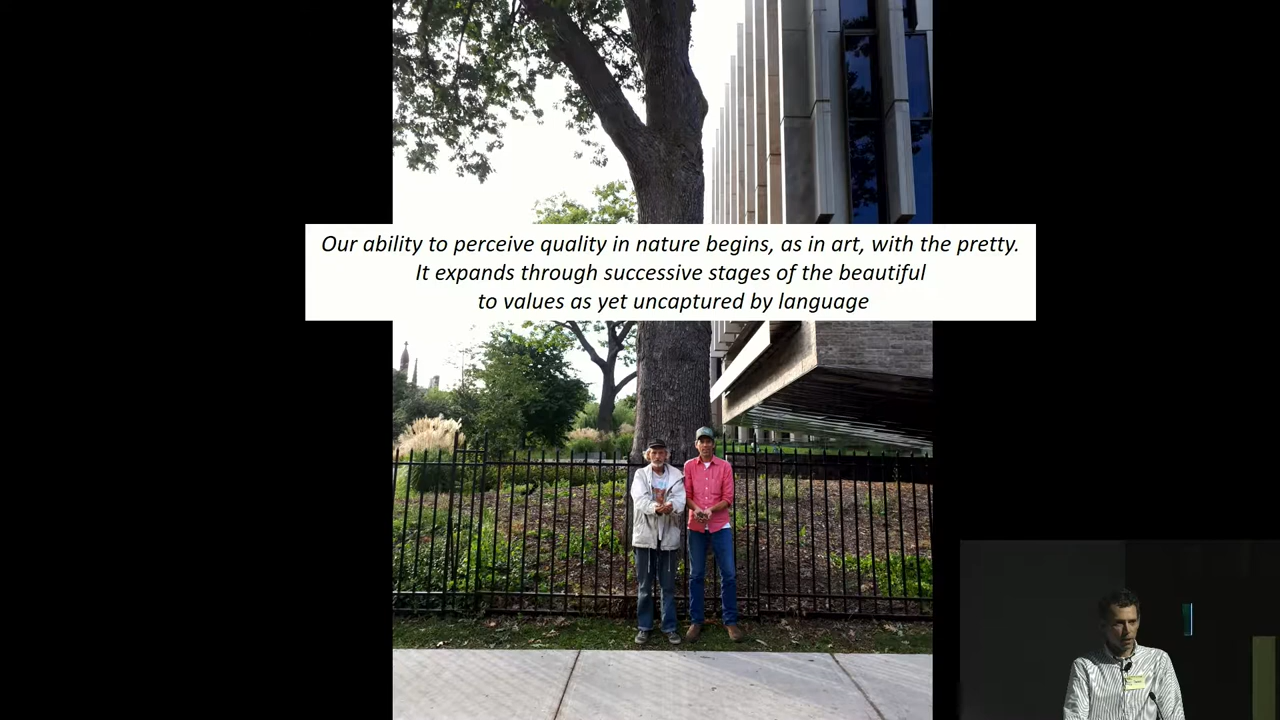 Our ability to perceive quality in nature begins, as in art, with the pretty.
It expands through successive stages of the beautiful
to values as yet uncaptured by language